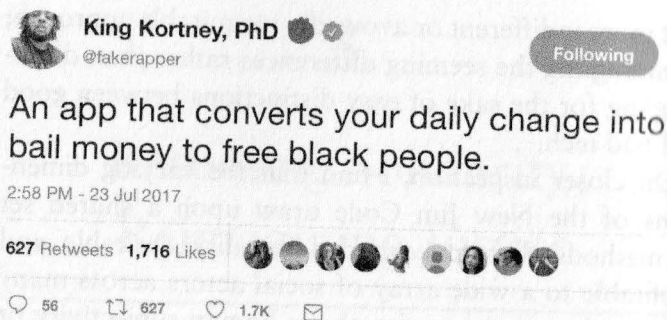 King Kortney, PhD
@fakerapper
Following
An app that converts your daily change into
bail money to free black people.
2:58 PM - 23 Jul 2017
627 Retweets 1,716 Likes
56 627 1.7K